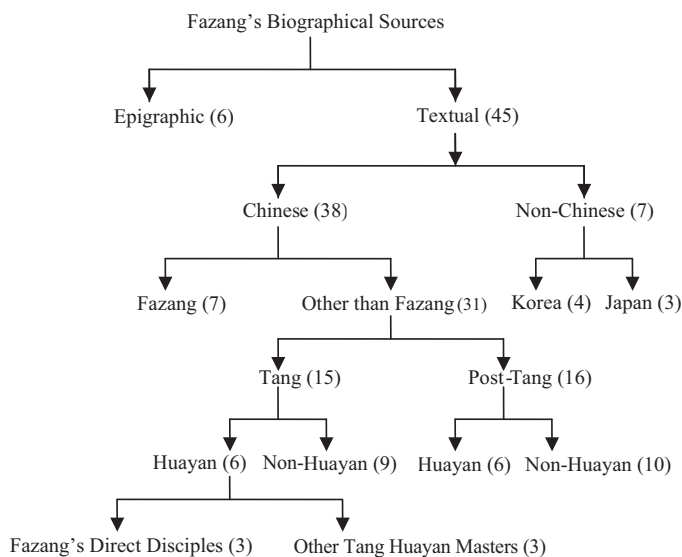 Fazang's Biographical Sources
Epigraphic (6) Textual (45)
Chinese (38) Non-Chinese (7)
Fazang (7) Other than Fazang (31) Korea (4) Japan (3)
Tang (15) Post-Tang (16)
Huayan (6) Non-Huayan (9) Huayan (6) Non-Huayan (10)
Fazang's Direct Disciples (3) Other Tang Huayan Masters (3)